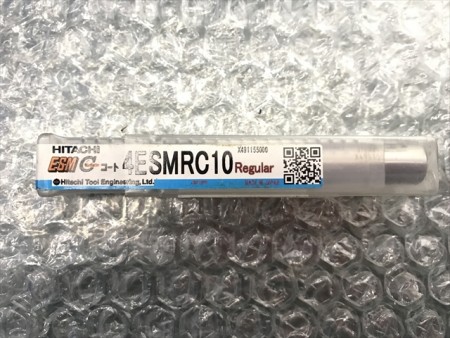 HITACHI
ESM Gコート 4ESMRC10 Regular
Hitachi Tool Engineering, Ltd.